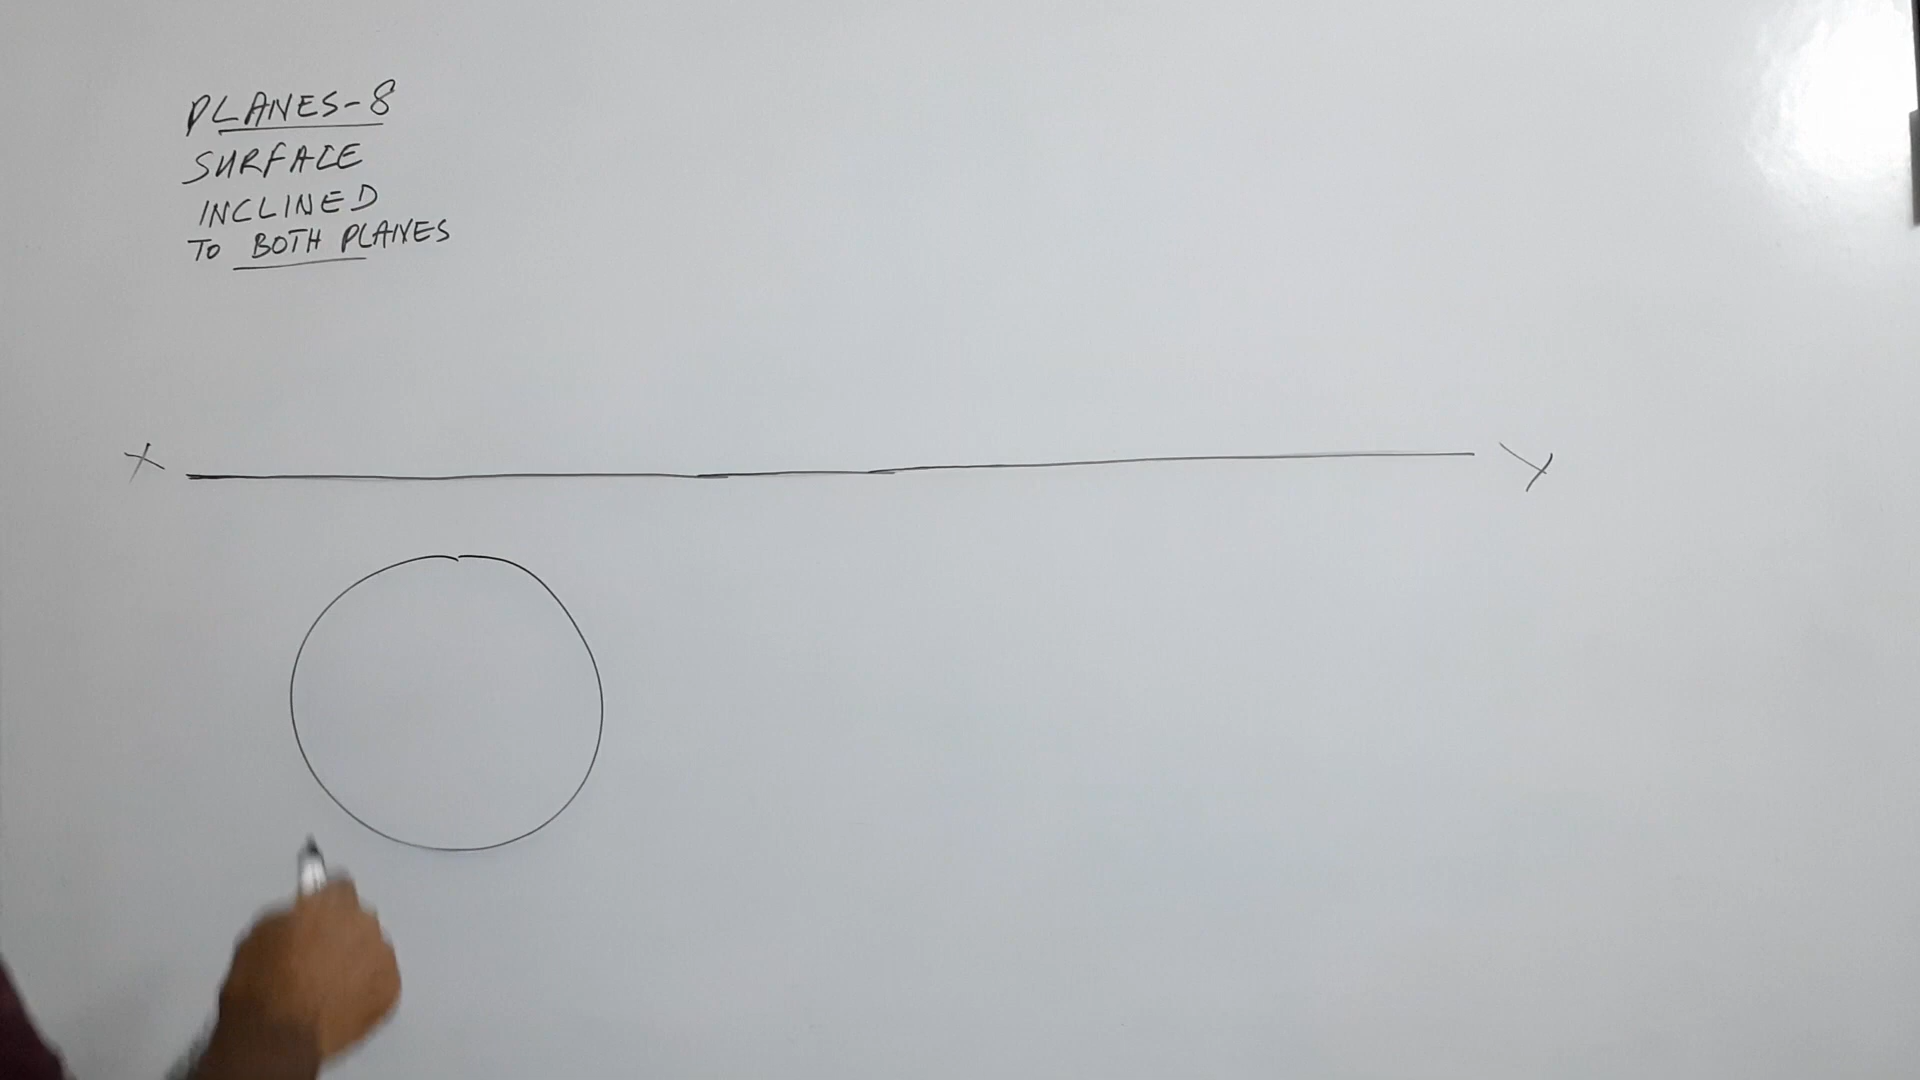 PLANES-8
SURFACE
INCLINED
TO BOTH PLANES
X Y